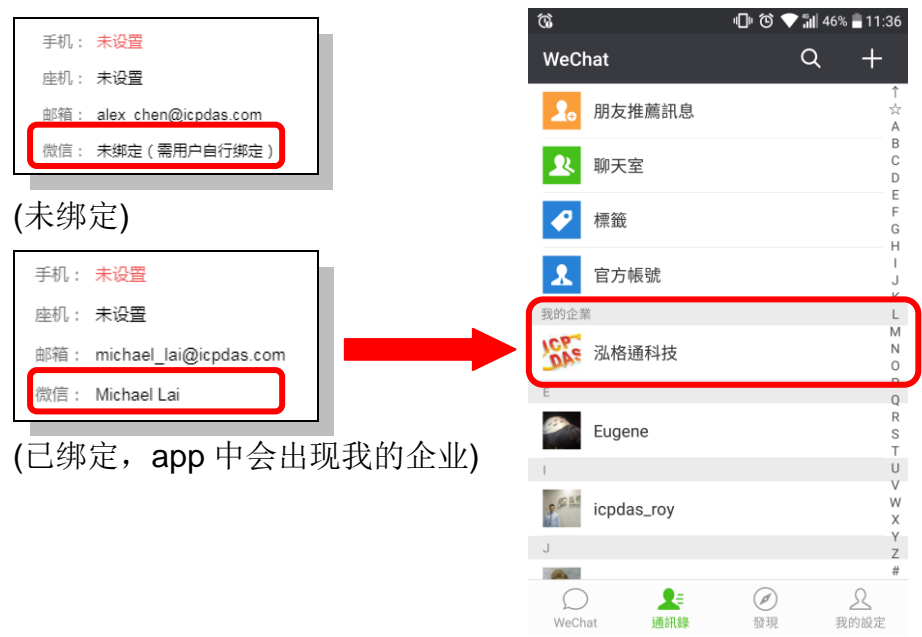 手机： 未设置
座机： 未设置
邮箱： alex_chen@icpdas.com
微信： 未绑定 ( 需用户自行绑定 )
(未绑定)
手机： 未设置
座机： 未设置
邮箱： michael_lai@icpdas.com
微信： Michael Lai
(已绑定，app 中会出现我的企业)
46% 11:36
WeChat
朋友推薦訊息
聊天室
標籤
官方帳號
我的企業
ICP DAS
泓格通科技
E
Eugene
I
icpdas_roy
J
↑
☆
A
B
C
D
E
F
G
H
I
J
K
L
M
N
O
P
Q
R
S
T
U
V
W
X
Y
Z
#
WeChat 通訊錄 發現 我的設定